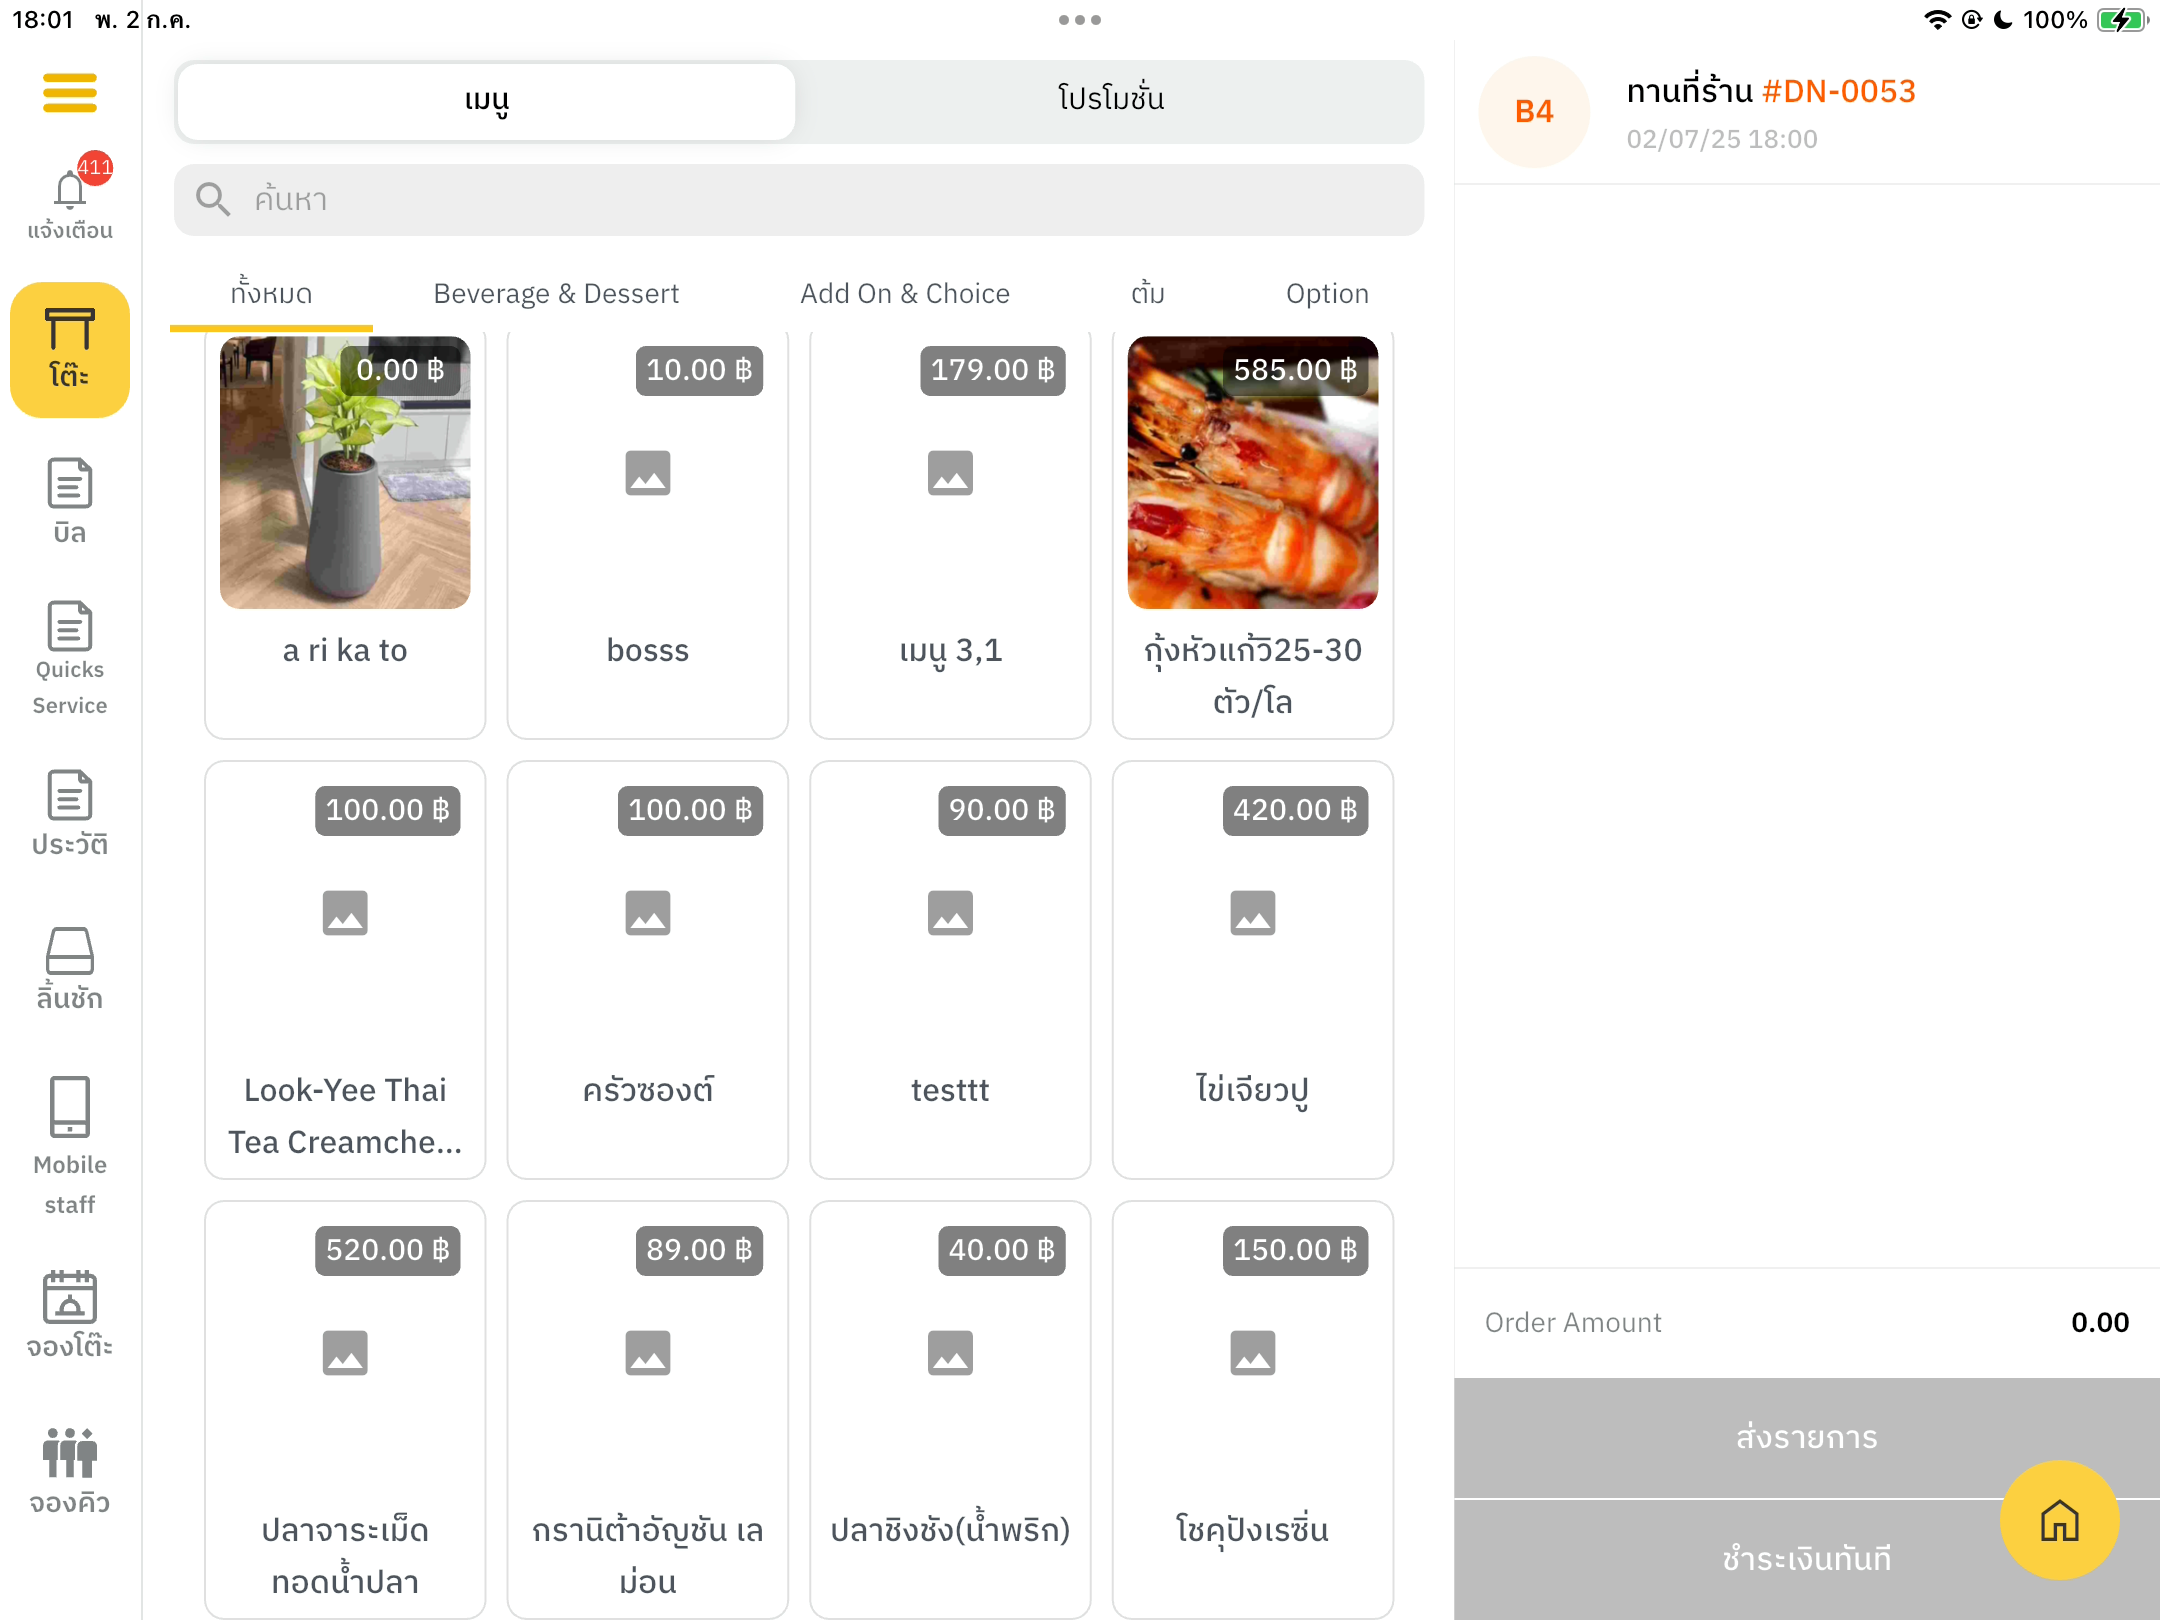 18:01 พ. 2 ก.ค.
100%
411
แจ้งเตือน
โต๊ะ
บิล
Quicks
Service
ประวัติ
ลิ้นชัก
Mobile
staff
จองโต๊ะ
จองคิว
เมนู
โปรโมชั่น
ค้นหา
ทั้งหมด
Beverage & Dessert
Add On & Choice
ต้ม
Option
0.00 ฿
10.00 ฿
179.00 ฿
585.00 ฿
a ri ka to
bosss
เมนู 3,1
กุ้งหัวแก้วิ25-30
ตัว/โล
100.00 ฿
100.00 ฿
90.00 ฿
420.00 ฿
Look-Yee Thai
Tea Creamche...
ครัวซองต์
testtt
ไข่เจียวปู
520.00 ฿
89.00 ฿
40.00 ฿
150.00 ฿
ปลาจาระเม็ด
ทอดน้ำปลา
กรานิต้าอัญชัน เล
ม่อน
ปลาชิงชัง(น้ำพริก)
โชคุปังเรซิ่น
B4
ทานที่ร้าน #DN-0053
02/07/25 18:00
Order Amount
0.00
ส่งรายการ
ชำระเงินทันที